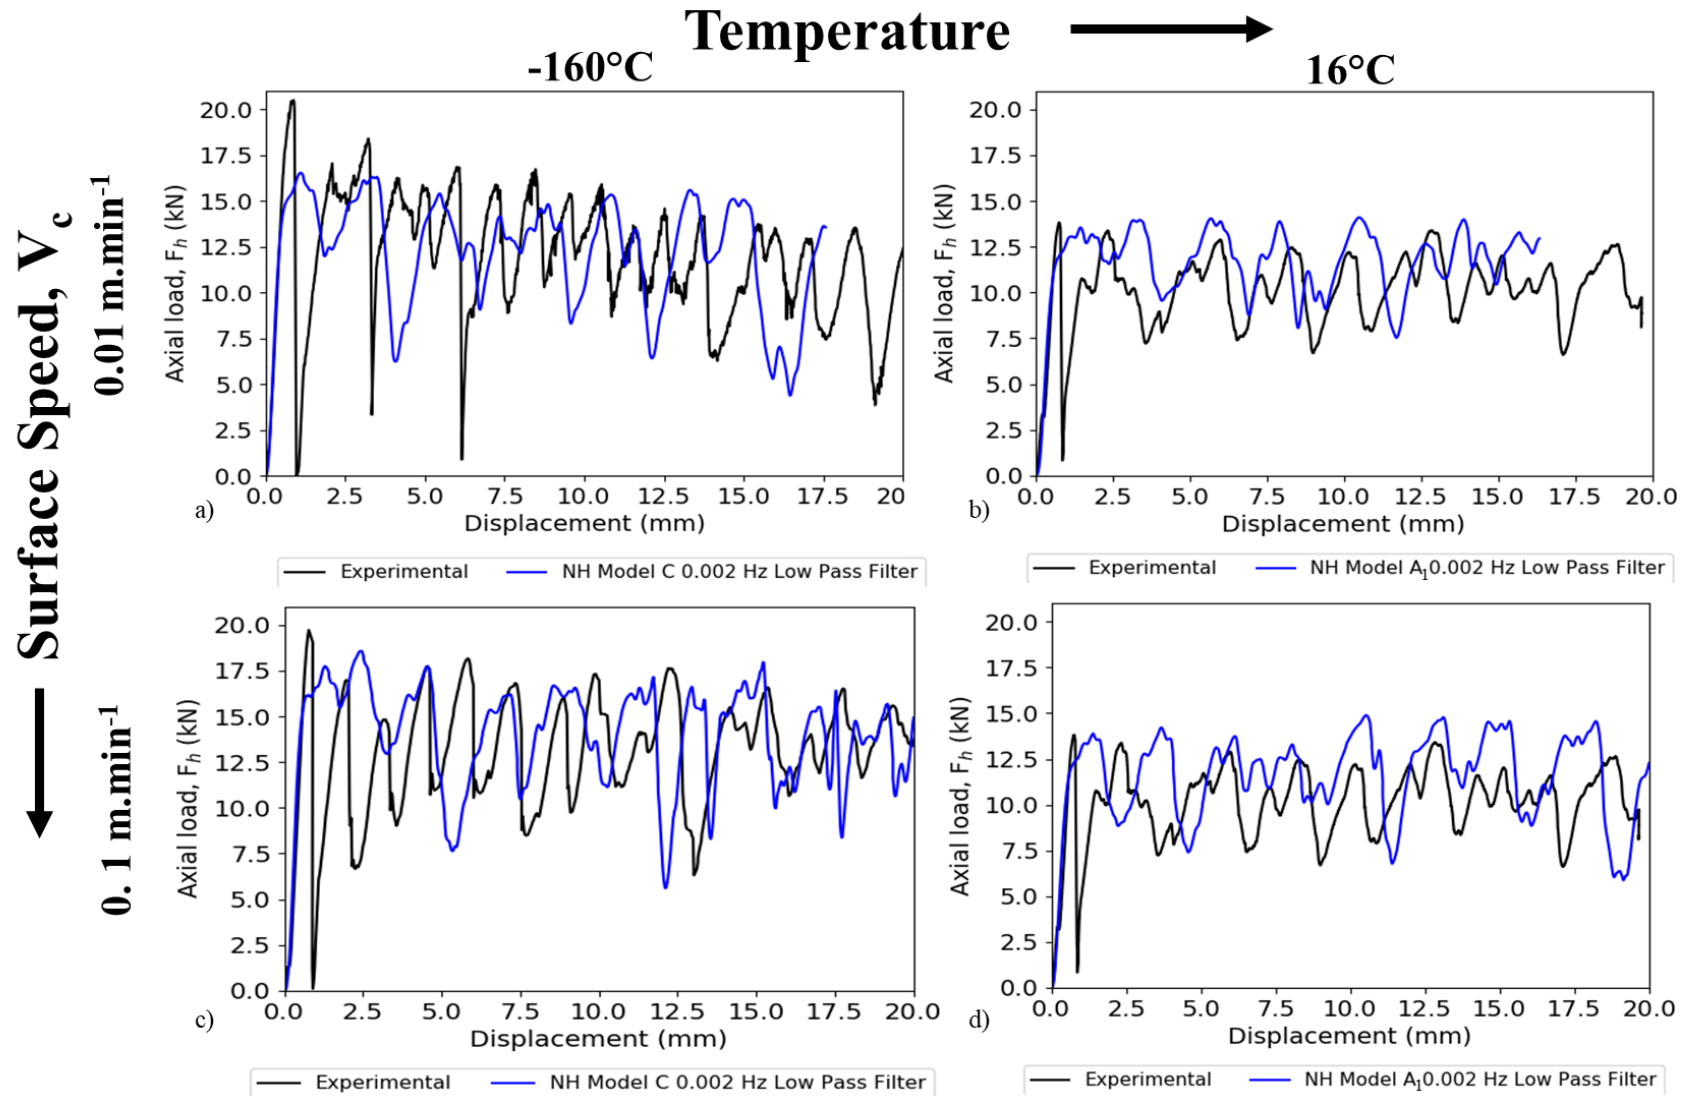 Temperature
-160°C
16°C
Surface Speed, Vc
0.01 m.min-1
0. 1 m.min-1
20.0
17.5
15.0
12.5
10.0
7.5
5.0
2.5
0.0
Axial load, Fh (kN)
0.0 2.5 5.0 7.5 10.0 12.5 15.0 17.5 20
a)
Displacement (mm)
Experimental NH Model C 0.002 Hz Low Pass Filter
20.0
17.5
15.0
12.5
10.0
7.5
5.0
2.5
0.0
Axial load, Fh (kN)
0.0 2.5 5.0 7.5 10.0 12.5 15.0 17.5 20.0
b)
Displacement (mm)
Experimental NH Model A10.002 Hz Low Pass Filter
20.0
17.5
15.0
12.5
10.0
7.5
5.0
2.5
0.0
Axial load, Fh (kN)
0.0 2.5 5.0 7.5 10.0 12.5 15.0 17.5 20.0
c)
Displacement (mm)
Experimental NH Model C 0.002 Hz Low Pass Filter
20.0
17.5
15.0
12.5
10.0
7.5
5.0
2.5
0.0
Axial load, Fh (kN)
0.0 2.5 5.0 7.5 10.0 12.5 15.0 17.5 20.0
d)
Displacement (mm)
Experimental NH Model A10.002 Hz Low Pass Filter